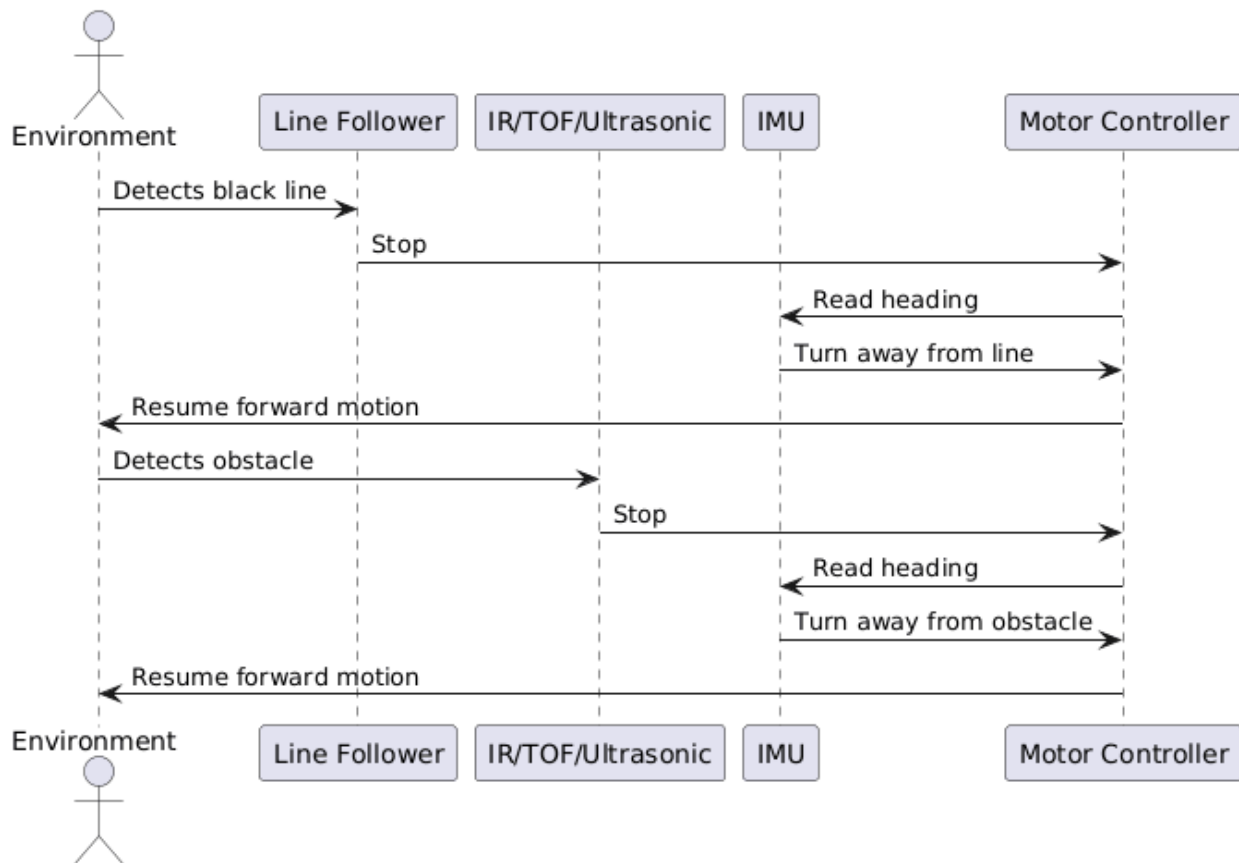 Environment
Line Follower
IR/TOF/Ultrasonic
IMU
Motor Controller
Detects black line
Stop
Read heading
Turn away from line
Resume forward motion
Detects obstacle
Stop
Read heading
Turn away from obstacle
Resume forward motion
Environment
Line Follower
IR/TOF/Ultrasonic
IMU
Motor Controller